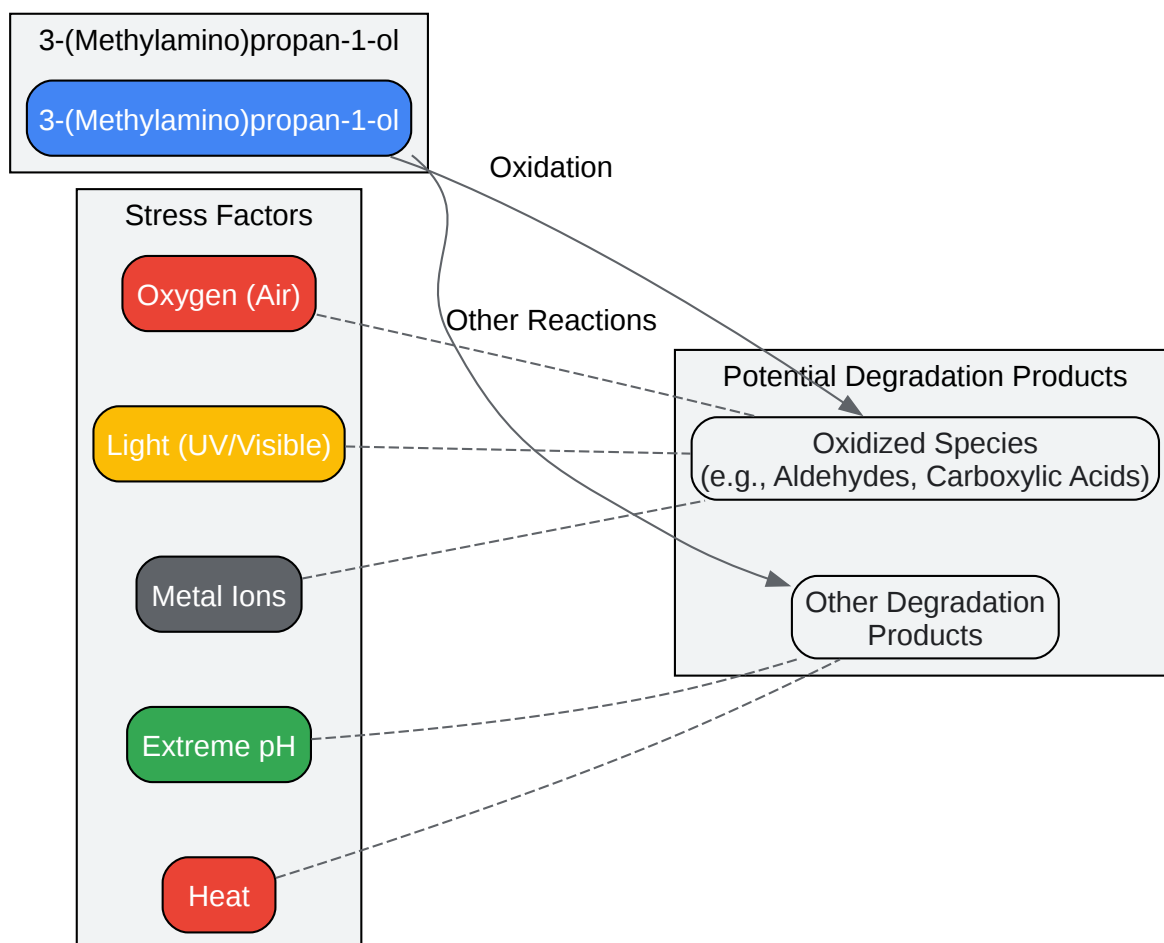 3-(Methylamino)propan-1-ol
3-(Methylamino)propan-1-ol
Oxidation
Stress Factors
Oxygen (Air)
Other Reactions
Potential Degradation Products
Light (UV/Visible)
Oxidized Species
(e.g., Aldehydes, Carboxylic Acids)
Metal Ions
Other Degradation
Products
Extreme pH
Heat